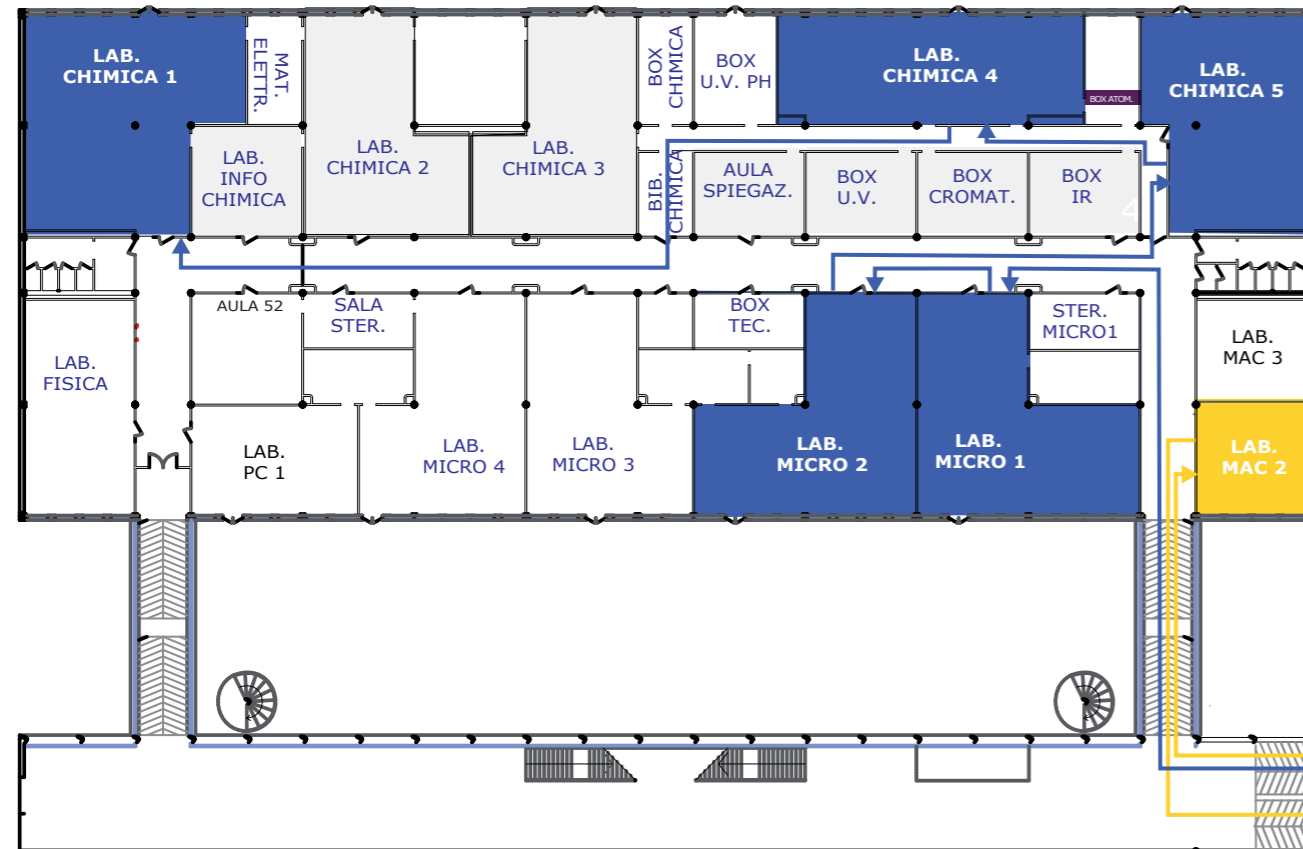 LAB.
CHIMICA 1
MAT.
ELETTR.
LAB.
INFO
CHIMICA
LAB.
CHIMICA 2
LAB.
CHIMICA 3
BOX
CHIMICA
BOX
U.V. PH
LAB.
CHIMICA 4
BOX ATOM.
LAB.
CHIMICA 5
BIB.
CHIMICA
AULA
SPIEGAZ.
BOX
U.V.
BOX
CROMAT.
BOX
IR
4
LAB.
FISICA
AULA 52
SALA
STER.
BOX
TEC.
STER.
MICRO1
LAB.
MAC 3
LAB.
PC 1
LAB.
MICRO 4
LAB.
MICRO 3
LAB.
MICRO 2
LAB.
MICRO 1
LAB.
MAC 2